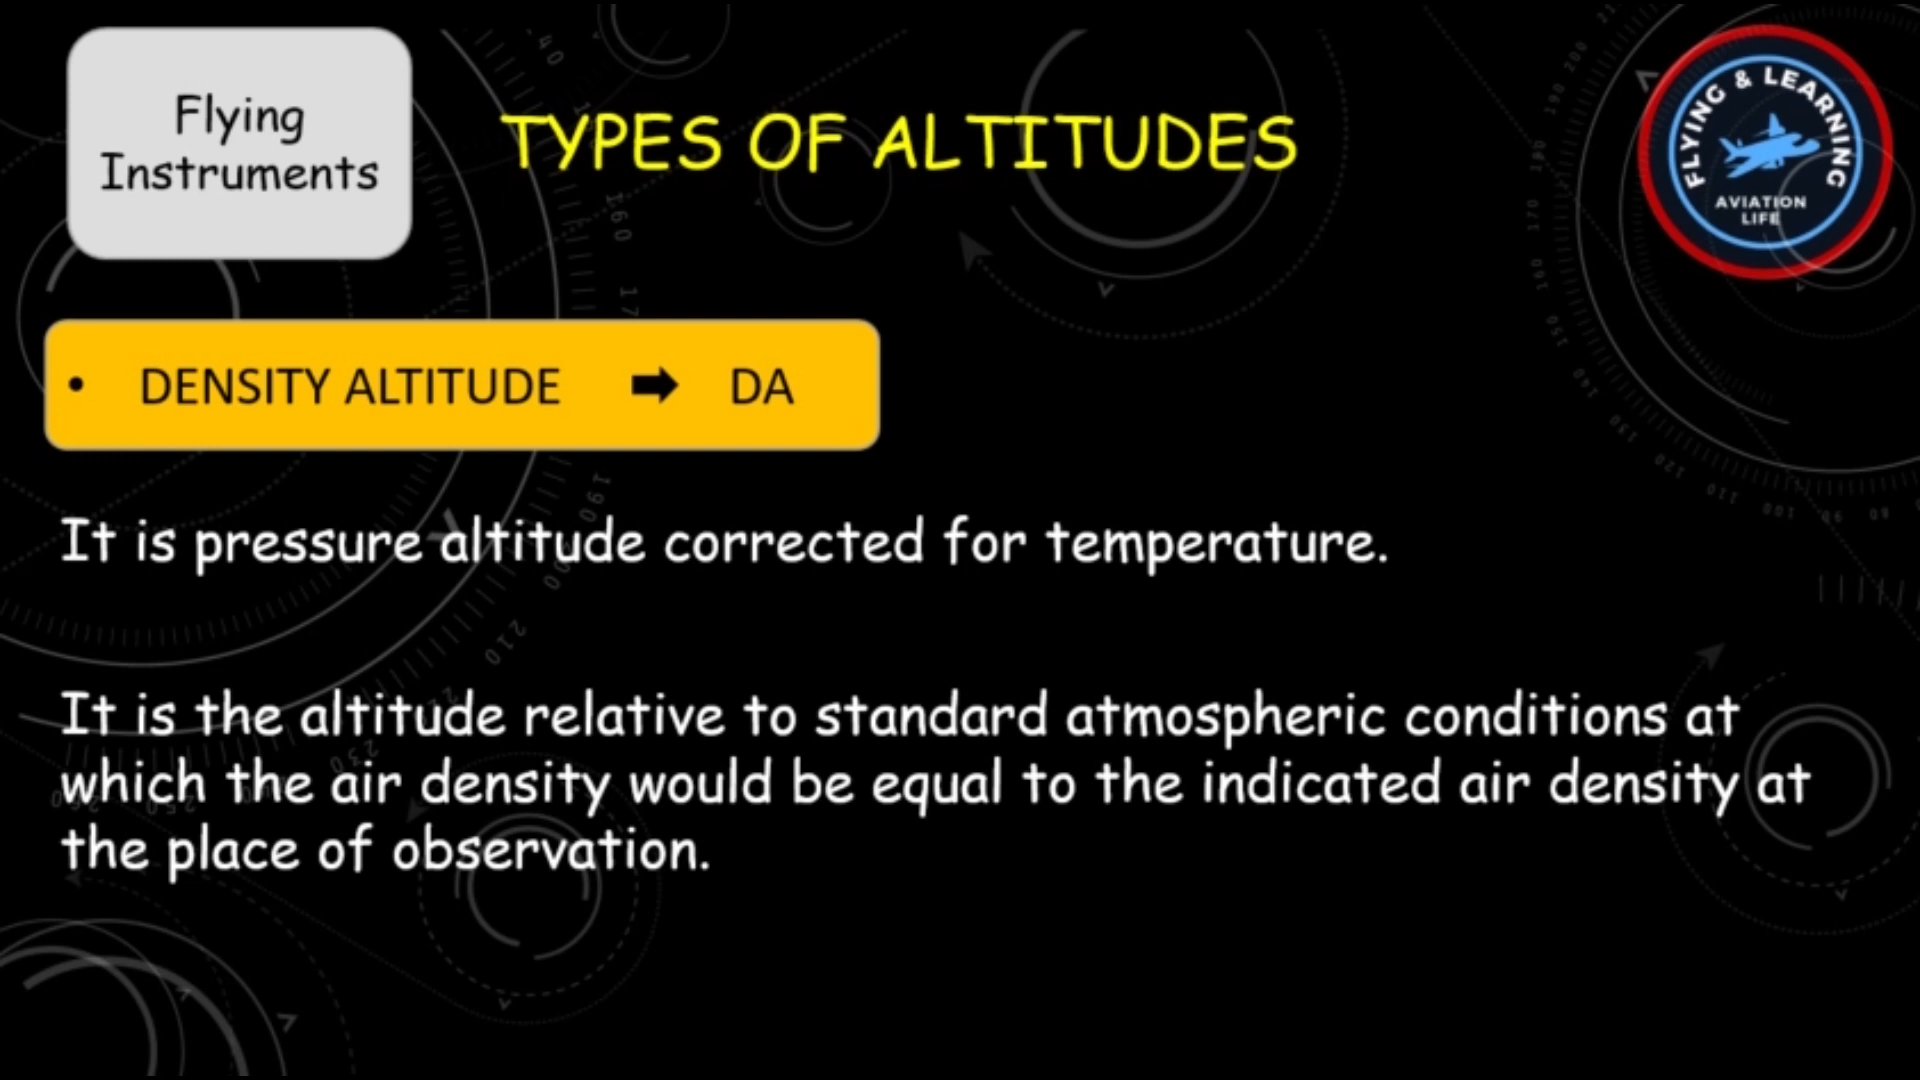 Flying
Instruments
TYPES OF ALTITUDES
FLYING & LEARNING
AVIATION
LIFE
• DENSITY ALTITUDE ➡ DA
It is pressure altitude corrected for temperature.
It is the altitude relative to standard atmospheric conditions at
which the air density would be equal to the indicated air density at
the place of observation.